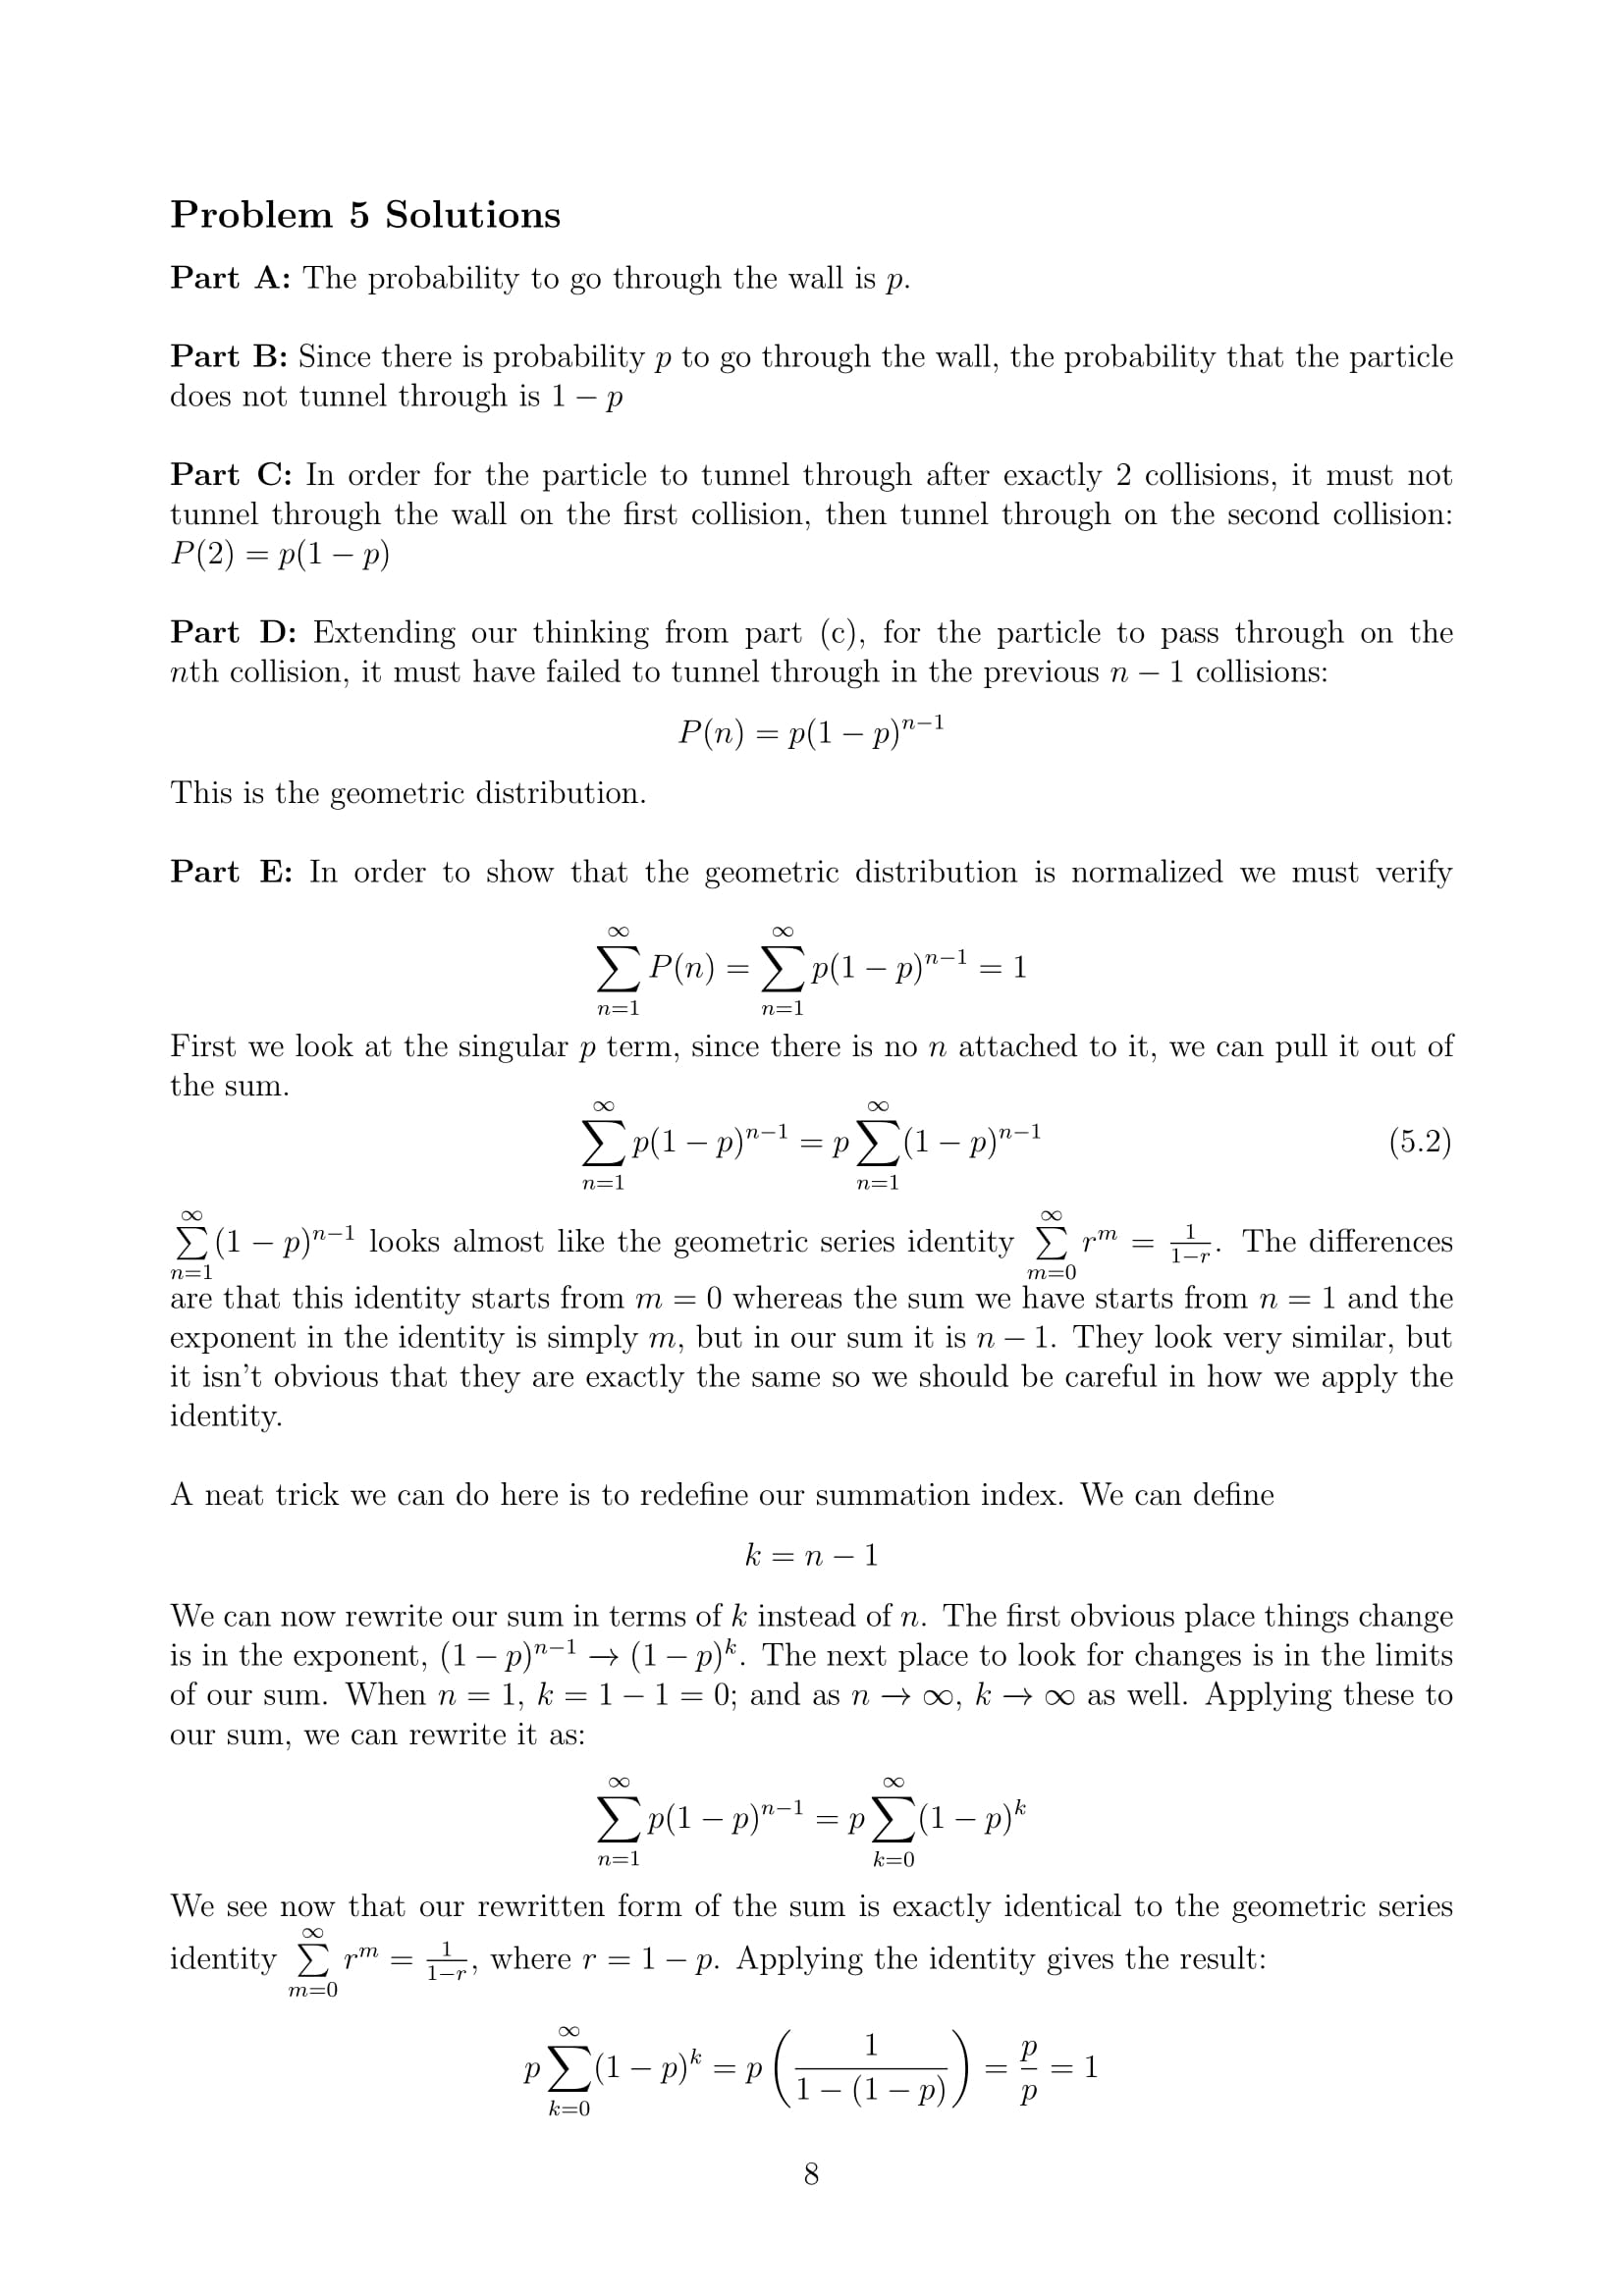 Problem 5 Solutions
Part A: The probability to go through the wall is p.
Part B: Since there is probability p to go through the wall, the probability that the particle
does not tunnel through is 1 − p
Part C: In order for the particle to tunnel through after exactly 2 collisions, it must not
tunnel through the wall on the first collision, then tunnel through on the second collision:
P(2) = p(1 − p)
Part D: Extending our thinking from part (c), for the particle to pass through on the
nth collision, it must have failed to tunnel through in the previous n − 1 collisions:
P(n) = p(1 − p)^{n−1}
This is the geometric distribution.
Part E: In order to show that the geometric distribution is normalized we must verify
\sum_{n=1}^{∞} P(n) = \sum_{n=1}^{∞} p(1 − p)^{n−1} = 1
First we look at the singular p term, since there is no n attached to it, we can pull it out of
the sum.
\sum_{n=1}^{∞} p(1 − p)^{n−1} = p \sum_{n=1}^{∞} (1 − p)^{n−1} (5.2)
\sum_{n=1}^{∞} (1 − p)^{n−1} looks almost like the geometric series identity \sum_{m=0}^{∞} r^m = \frac{1}{1−r}. The differences
are that this identity starts from m = 0 whereas the sum we have starts from n = 1 and the
exponent in the identity is simply m, but in our sum it is n − 1. They look very similar, but
it isn't obvious that they are exactly the same so we should be careful in how we apply the
identity.
A neat trick we can do here is to redefine our summation index. We can define
k = n − 1
We can now rewrite our sum in terms of k instead of n. The first obvious place things change
is in the exponent, (1 − p)^{n−1} → (1 − p)^k. The next place to look for changes is in the limits
of our sum. When n = 1, k = 1 − 1 = 0; and as n → ∞, k → ∞ as well. Applying these to
our sum, we can rewrite it as:
\sum_{n=1}^{∞} p(1 − p)^{n−1} = p \sum_{k=0}^{∞} (1 − p)^k
We see now that our rewritten form of the sum is exactly identical to the geometric series
identity \sum_{m=0}^{∞} r^m = \frac{1}{1−r}, where r = 1 − p. Applying the identity gives the result:
p \sum_{k=0}^{∞} (1 − p)^k = p \left( \frac{1}{1 − (1 − p)} \right) = \frac{p}{p} = 1
8